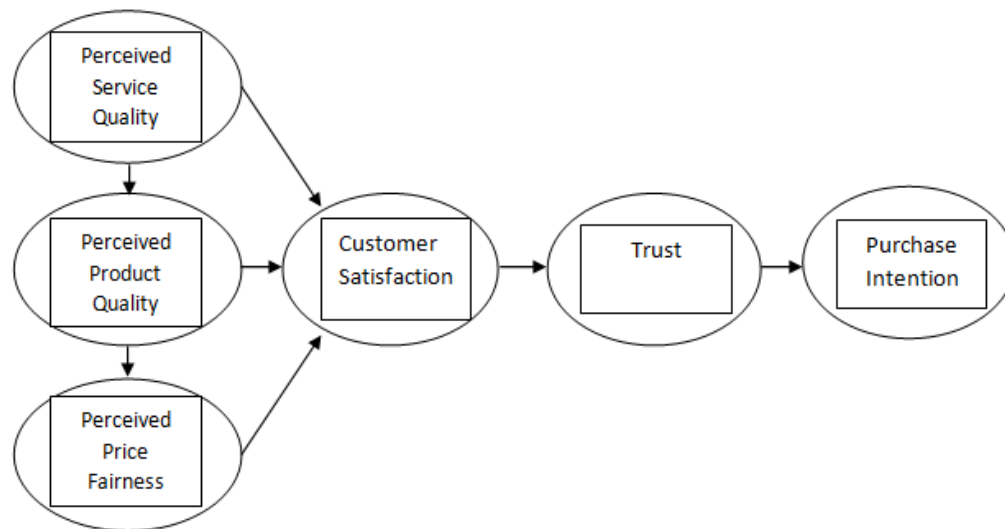 Perceived
Service
Quality
Perceived
Product
Quality
Perceived
Price
Fairness
Customer
Satisfaction
Trust
Purchase
Intention